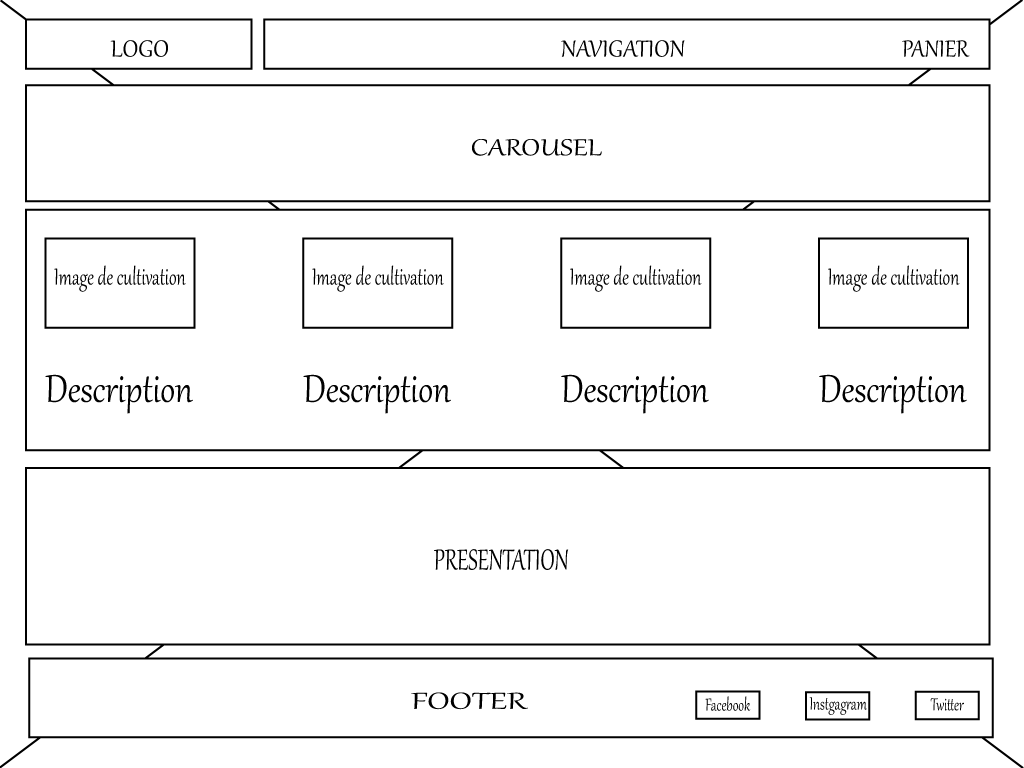 LOGO
NAVIGATION
PANIER
CAROUSEL
Image de cultivation
Image de cultivation
Image de cultivation
Image de cultivation
Description
Description
Description
Description
PRESENTATION
FOOTER
Facebook
Instgagram
Twitter